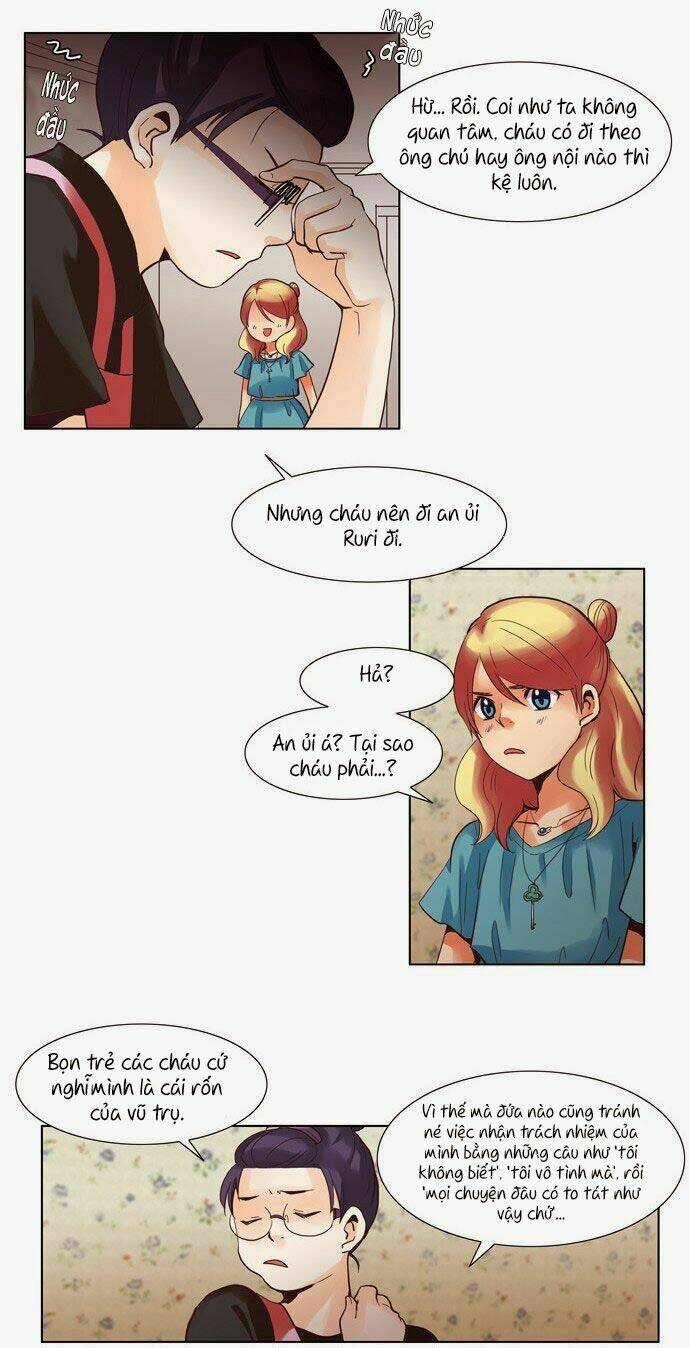 Nhức
đầu
Nhức
đầu
Hừ... Rồi. Coi như ta không
quan tâm, cháu có đi theo
ông chú hay ông nội nào thì
kệ luôn.
Nhưng cháu nên đi an ủi
Ruri đi.
Hả?
An ủi á? Tại sao
cháu phải...?
Bọn trẻ các cháu cứ
nghĩmình là cái rốn
của vũ trụ.
Vì thế mà đứa nào cũng tránh
né việc nhận trách nhiệm của
mình bằng những câu như 'tôi
không biết', 'tôi vô tình mà', rồi
'mọi chuyện đâu có to tát như
vậy chứ...